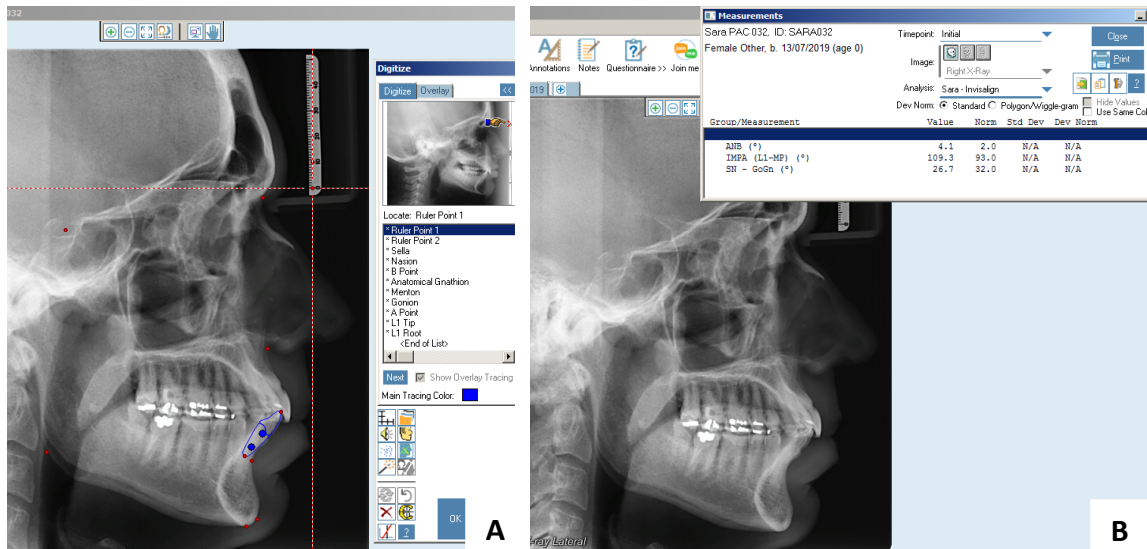 032
Digitize
Digitize Overlay <<
Locate: Ruler Point 1
* Ruler Point 1
* Ruler Point 2
* Sella
* Nasion
* B Point
* Anatomical Gnathion
* Menton
* Gonion
* A Point
* L1 Tip
* L1 Root
<End of List>
Next Show Overlay Tracing
Main Tracing Color:
OK
?
A
Annotations Notes Questionnaire >> Join me
019
Measurements
Sara PAC 032, ID: SARA032
Female Other, b. 13/07/2019 (age 0)
Timepoint: Initial
Image:
Right X-Ray
Analysis: Sara - Invisalign
Dev Norm: Standard Polygon/Wiggle-gram
Close
Print
?
Hide Values
Use Same Col
Group/Measurement Value Norm Std Dev Dev Norm
ANB (°) 4.1 2.0 N/A N/A
IMPA (L1-MP) (°) 109.3 93.0 N/A N/A
SN - GoGn (°) 26.7 32.0 N/A N/A
X-ray Lateral
B